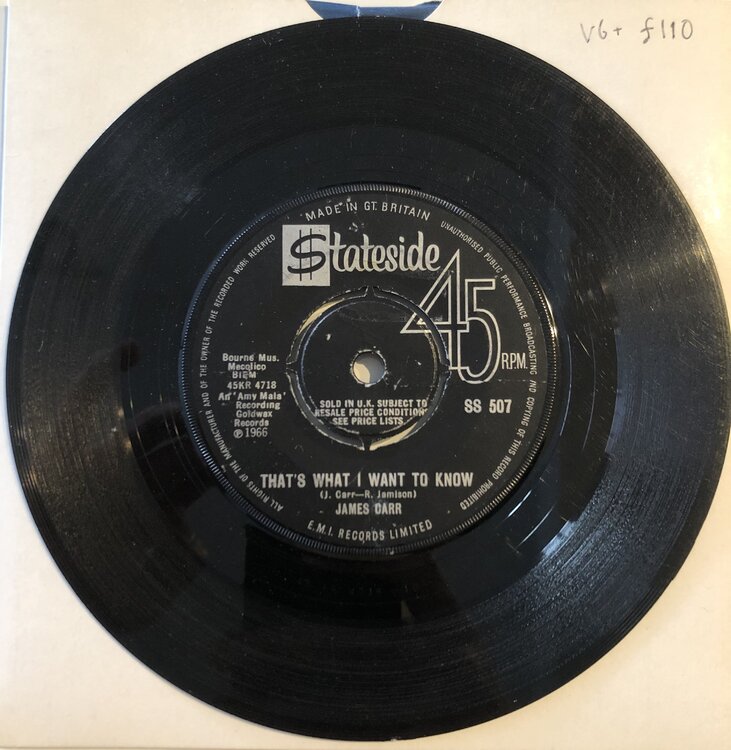 VG+ £110
MADE IN GT. BRITAIN
$tateside
45
R.P.M.
ALL RIGHTS OF THE MANUFACTURER AND OF THE OWNER OF THE RECORDED WORK RESERVED
UNAUTHORISED PUBLIC PERFORMANCE BROADCASTING AND COPYING OF THIS RECORD PROHIBITED
Bourne Mus.
Mecolico
BIEM
45KR 4718
An 'Amy Mala'
Recording
Goldwax
Records
℗ 1966
SOLD IN U.K. SUBJECT TO
RESALE PRICE CONDITIONS
SEE PRICE LISTS
SS 507
THAT'S WHAT I WANT TO KNOW
(J. Carr—R. Jamison)
JAMES CARR
E.M.I. RECORDS LIMITED